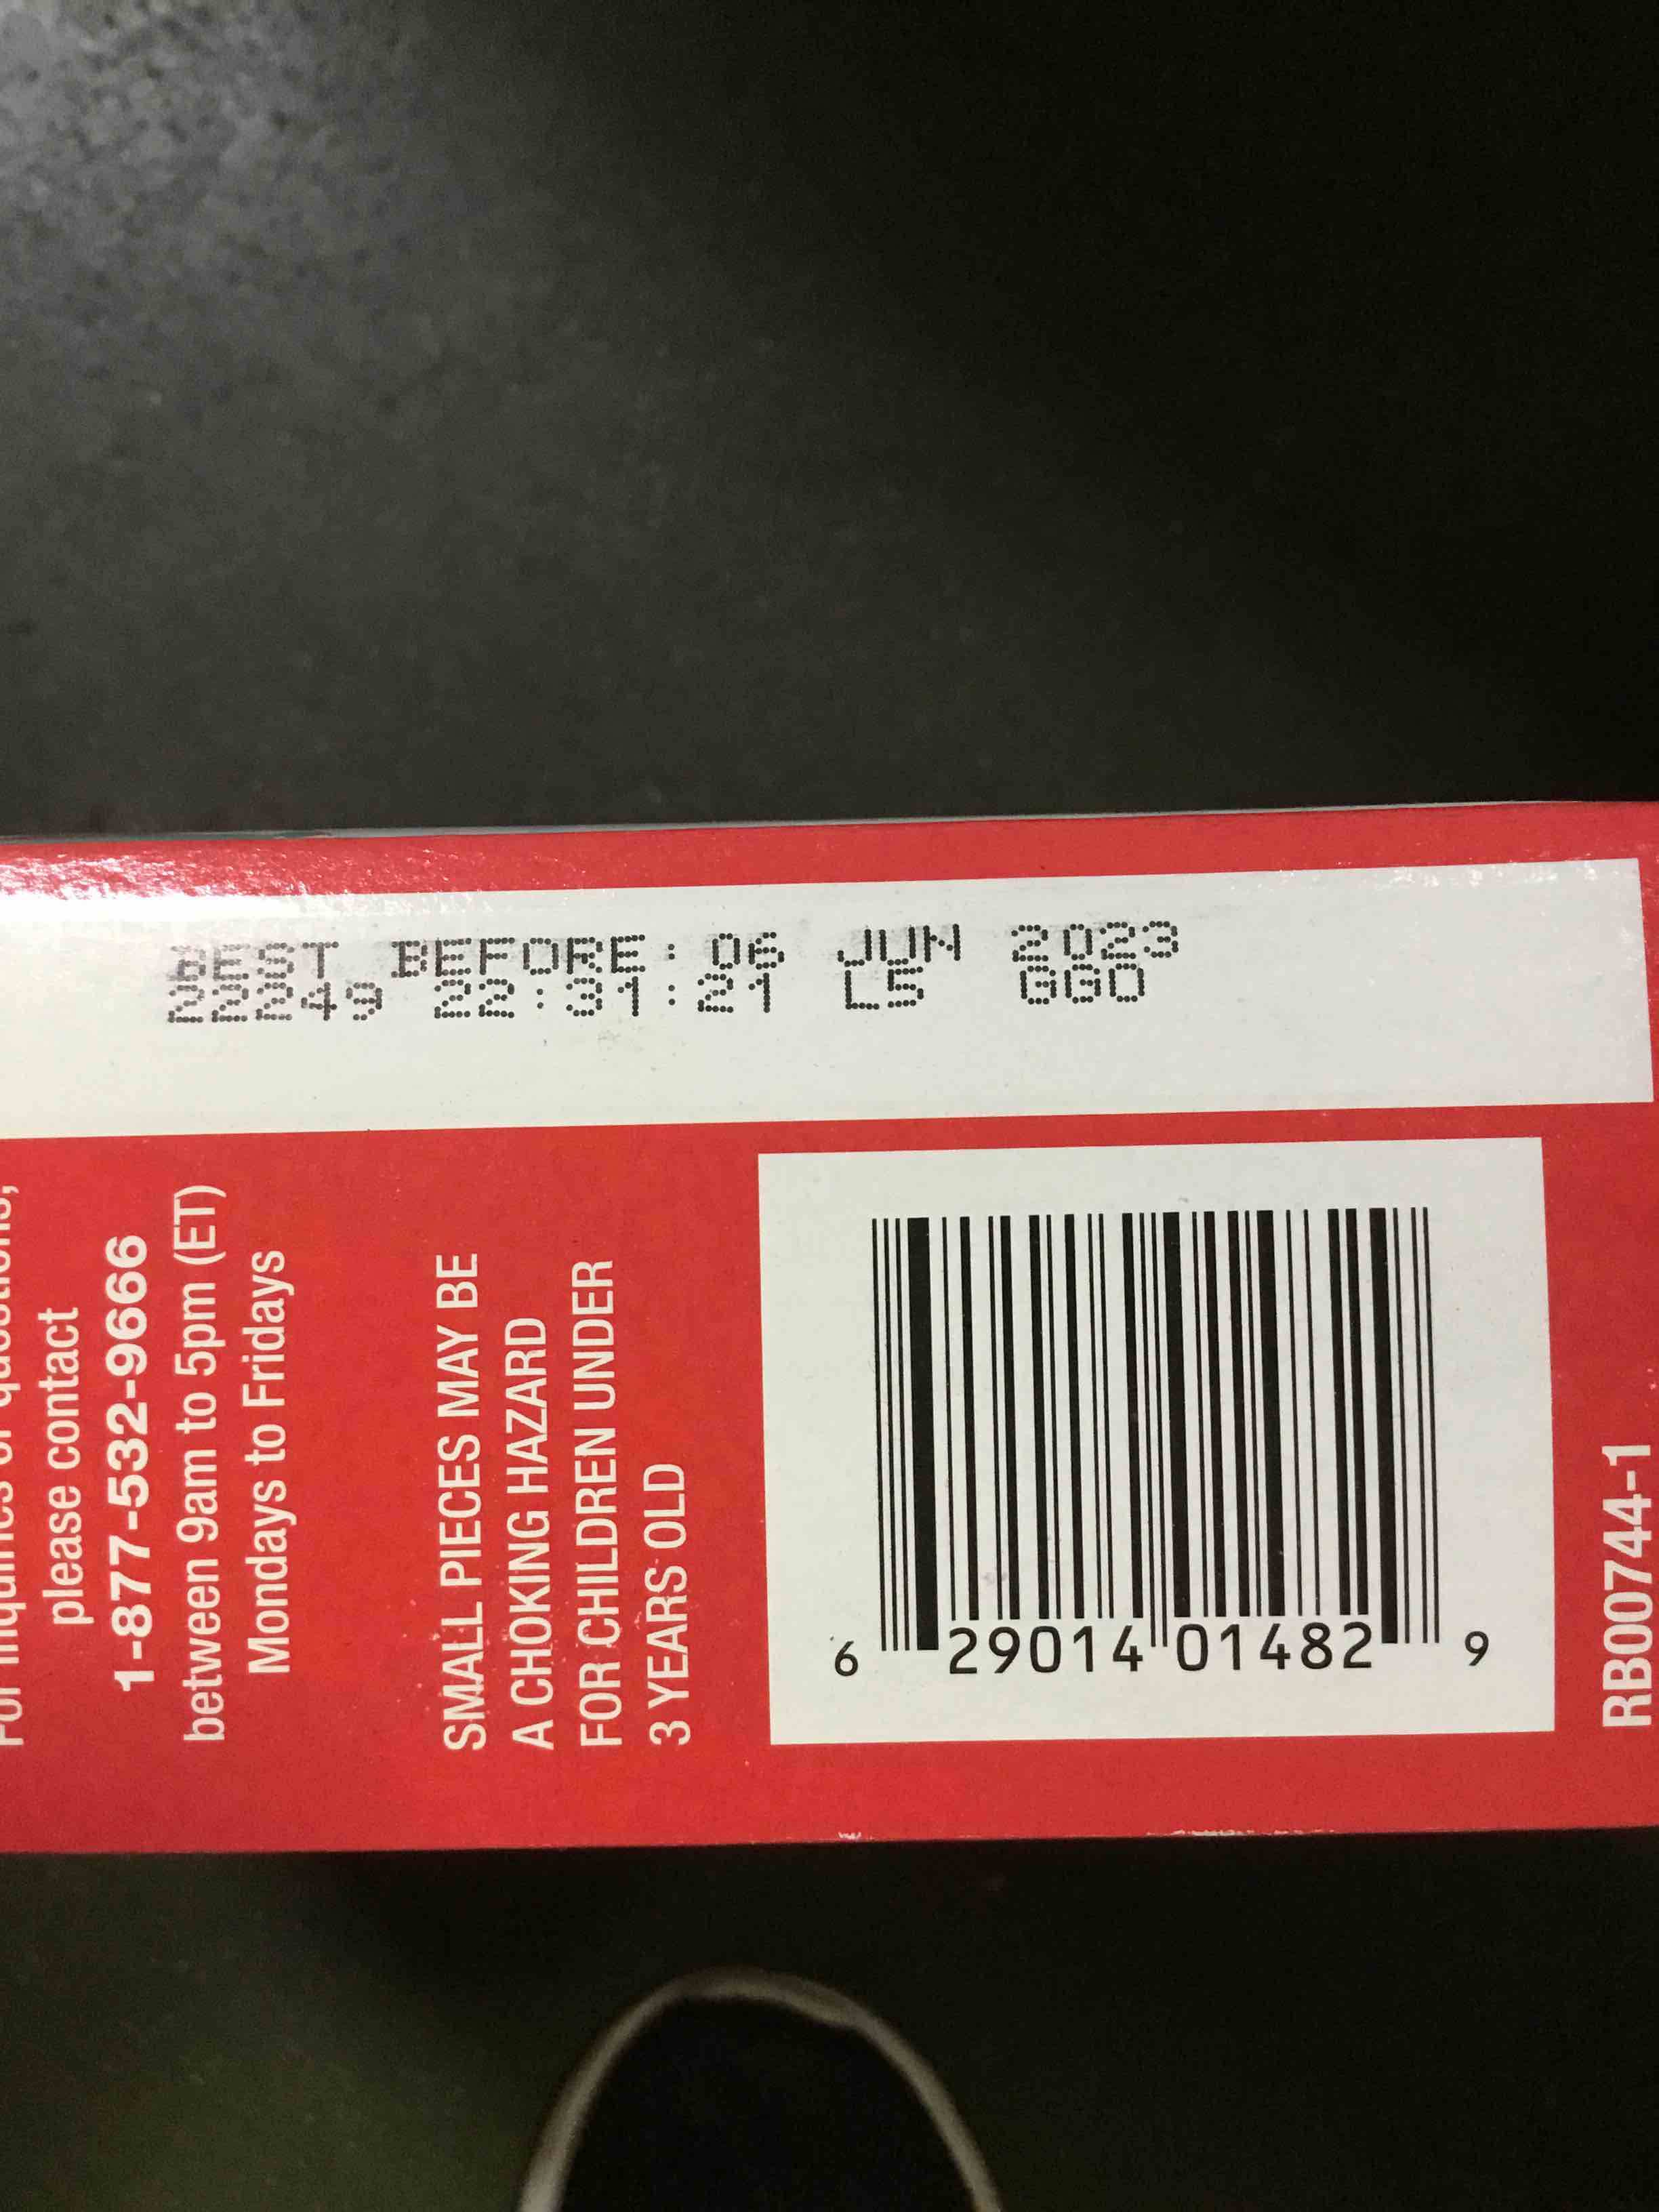 BEST BEFORE: 06 JUN 2023
22249 22:31:21 L5 GGO
please contact
1-877-532-9666
between 9am to 5pm (ET)
Mondays to Fridays
SMALL PIECES MAY BE
A CHOKING HAZARD
FOR CHILDREN UNDER
3 YEARS OLD
6 29014 01482 9
RB00744-1